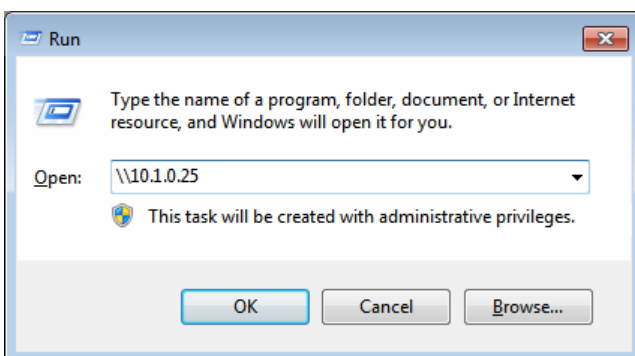 Run
Type the name of a program, folder, document, or Internet
resource, and Windows will open it for you.
Open: \\10.1.0.25
This task will be created with administrative privileges.
OK Cancel Browse...